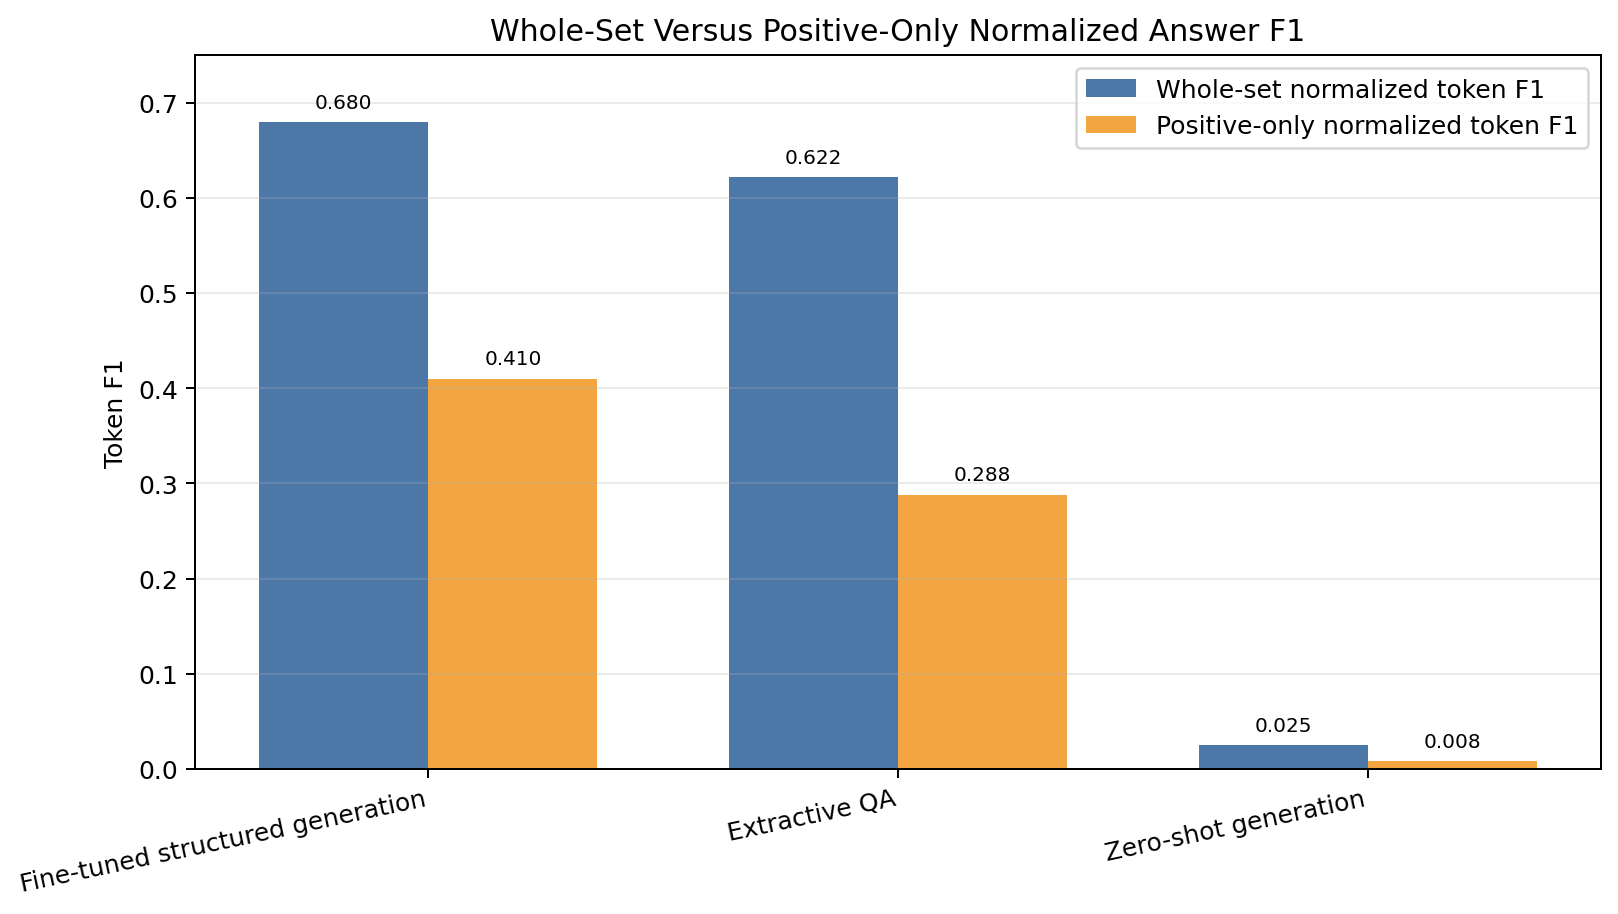 Whole-Set Versus Positive-Only Normalized Answer F1
Whole-set normalized token F1
Positive-only normalized token F1
Token F1
0.7
0.6
0.5
0.4
0.3
0.2
0.1
0.0
0.680
0.410
0.622
0.288
0.025
0.008
Fine-tuned structured generation
Extractive QA
Zero-shot generation